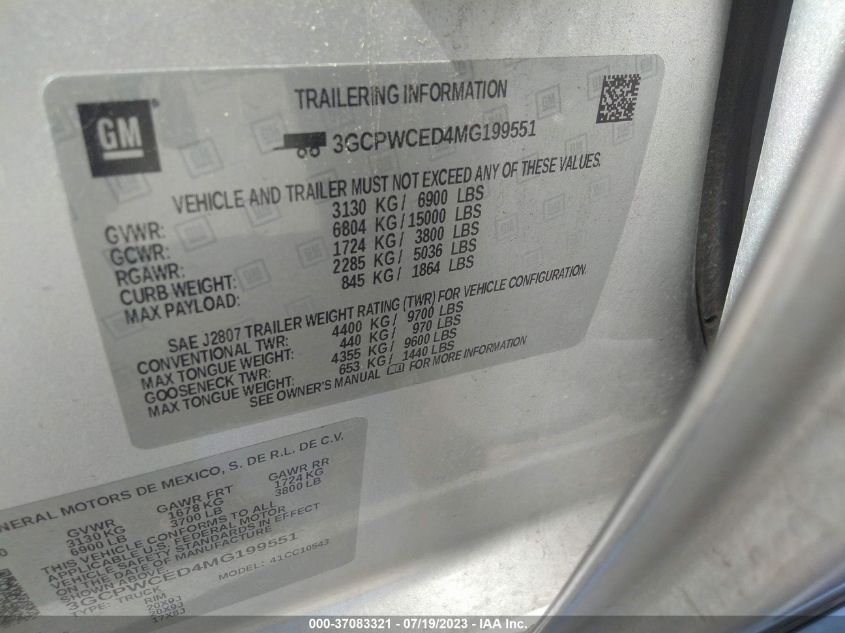 GM
TRAILERING INFORMATION
3GCPWCED4MG199551
VEHICLE AND TRAILER MUST NOT EXCEED ANY OF THESE VALUES.
GVWR: 3130 KG/ 6900 LBS
GCWR: 6804 KG/15000 LBS
RGAWR: 1724 KG/ 3800 LBS
CURB WEIGHT: 2285 KG/ 5036 LBS
MAX PAYLOAD: 845 KG/ 1864 LBS
SAE J2807 TRAILER WEIGHT RATING (TWR) FOR VEHICLE CONFIGURATION.
CONVENTIONAL TWR: 4400 KG/ 9700 LBS
MAX TONGUE WEIGHT: 440 KG/ 970 LBS
GOOSENECK TWR: 4355 KG/ 9600 LBS
MAX TONGUE WEIGHT: 653 KG/ 1440 LBS
SEE OWNER'S MANUAL FOR MORE INFORMATION
ENERAL MOTORS DE MEXICO, S. DE R.L. DE C.V.
GVWR GAWR FRT GAWR RR
3130 KG 1678 KG 1724 KG
6900 LB 3700 LB 3800 LB
THIS VEHICLE CONFORMS TO ALL
APPLICABLE U.S. FEDERAL MOTOR
VEHICLE SAFETY STANDARDS IN EFFECT
ON THE DATE OF MANUFACTURE
SHOWN ABOVE.
3GCPWCED4MG199551
TYPE: TRUCK MODEL: 41CC10543
RIM
20X9J
20X9J
17X8J
000-37083321 - 07/19/2023 - IAA Inc.